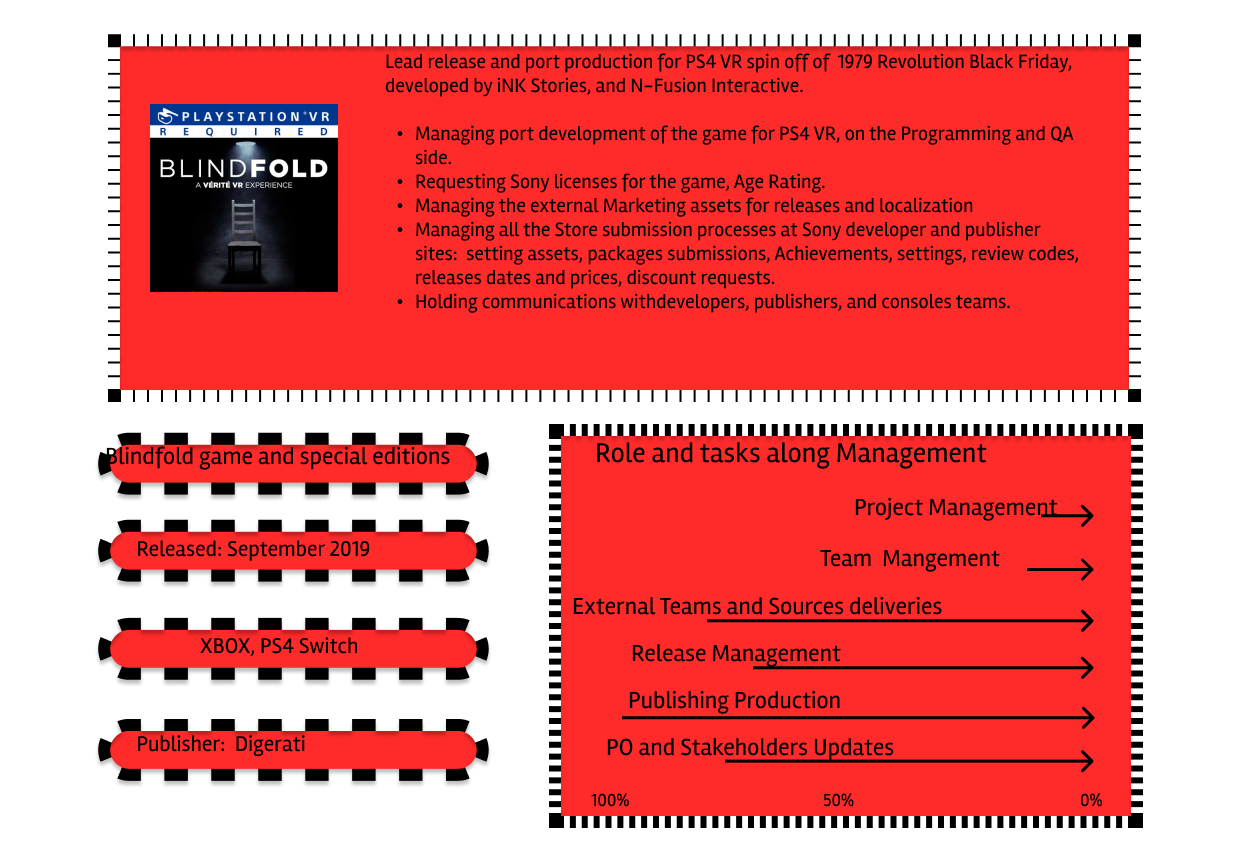 Lead release and port production for PS4 VR spin off of  1979 Revolution Black Friday,
developed by iNK Stories, and N-Fusion Interactive.
PLAYSTATION®VR
REQUIRED
BLINDFOLD
A VÉRITÉ VR EXPERIENCE
• Managing port development of the game for PS4 VR, on the Programming and QA
side.
• Requesting Sony licenses for the game, Age Rating.
• Managing the external Marketing assets for releases and localization
• Managing all the Store submission processes at Sony developer and publisher
sites:  setting assets, packages submissions, Achievements, settings, review codes,
releases dates and prices, discount requests.
• Holding communications withdevelopers, publishers, and consoles teams.
Blindfold game and special editions
Released: September 2019
XBOX, PS4 Switch
Publisher:  Digerati
Role and tasks along Management
Project Management
Team  Mangement
External Teams and Sources deliveries
Release Management
Publishing Production
PO and Stakeholders Updates
100% 50% 0%